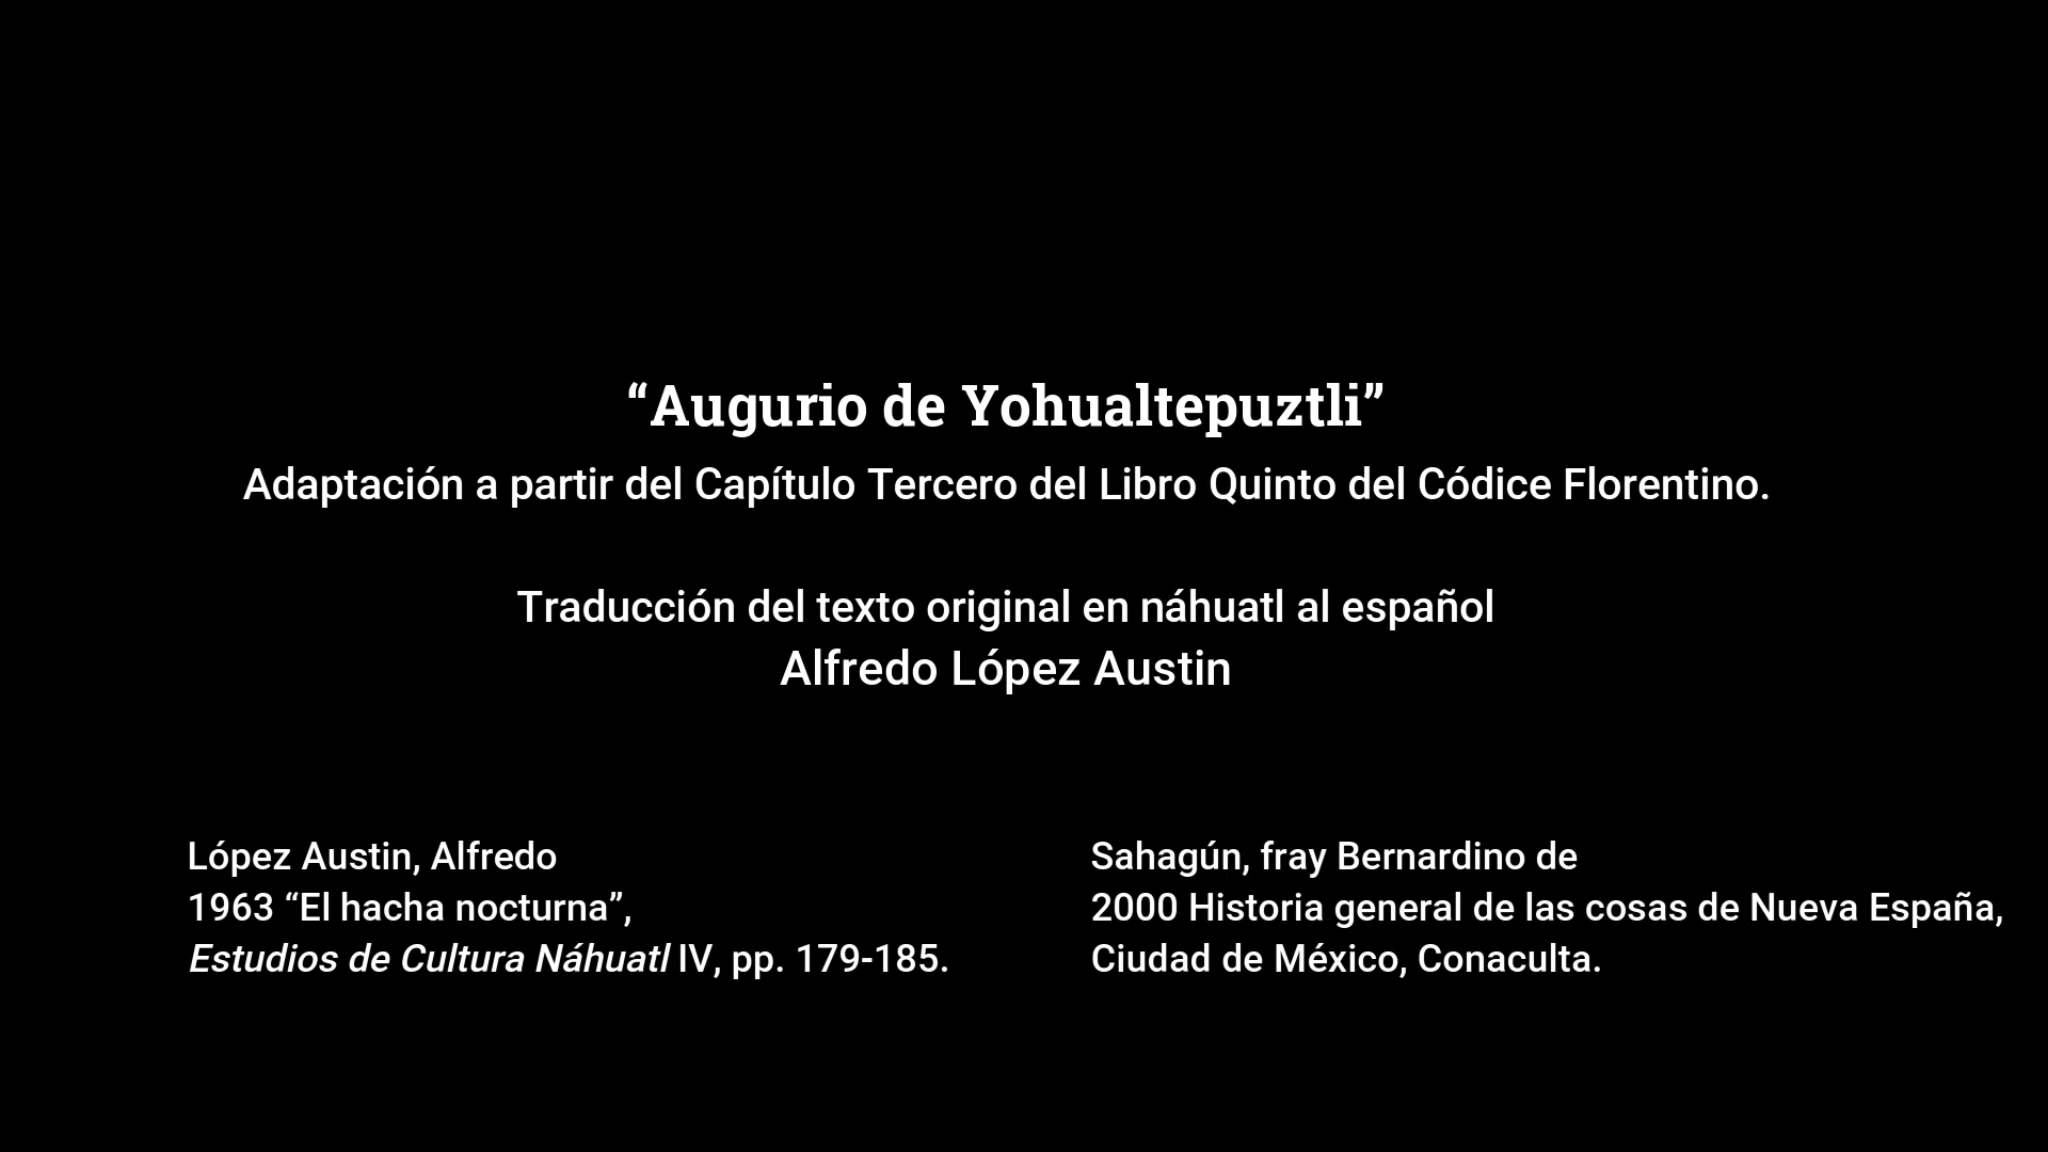 “Augurio de Yohualtepuztli”
Adaptación a partir del Capítulo Tercero del Libro Quinto del Códice Florentino.
Traducción del texto original en náhuatl al español
Alfredo López Austin
López Austin, Alfredo
1963 “El hacha nocturna”,
Estudios de Cultura Náhuatl IV, pp. 179-185.
Sahagún, fray Bernardino de
2000 Historia general de las cosas de Nueva España,
Ciudad de México, Conaculta.